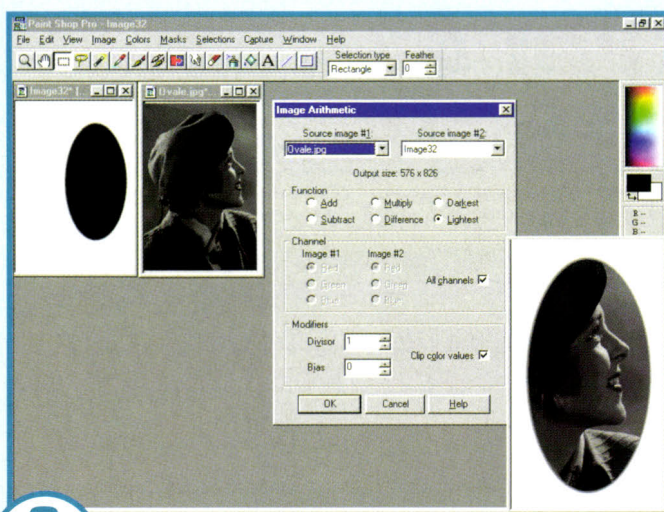 Paint Shop Pro - Image32
File Edit View Image Colors Masks Selections Capture Window Help
Selection type Feather
Rectangle 0
Image32* [...
Ovale.jpg*...
Image Arithmetic
Source image #1: Source image #2:
Ovale.jpg Image32
Output size: 576 x 826
Function
Add Multiply Darkest
Subtract Difference Lightest
Channel
Image #1 Image #2
Red Red
Green Green
Blue Blue
All channels
Modifiers
Divisor 1
Bias 0
Clip color values
OK Cancel Help
R --
G --
B --